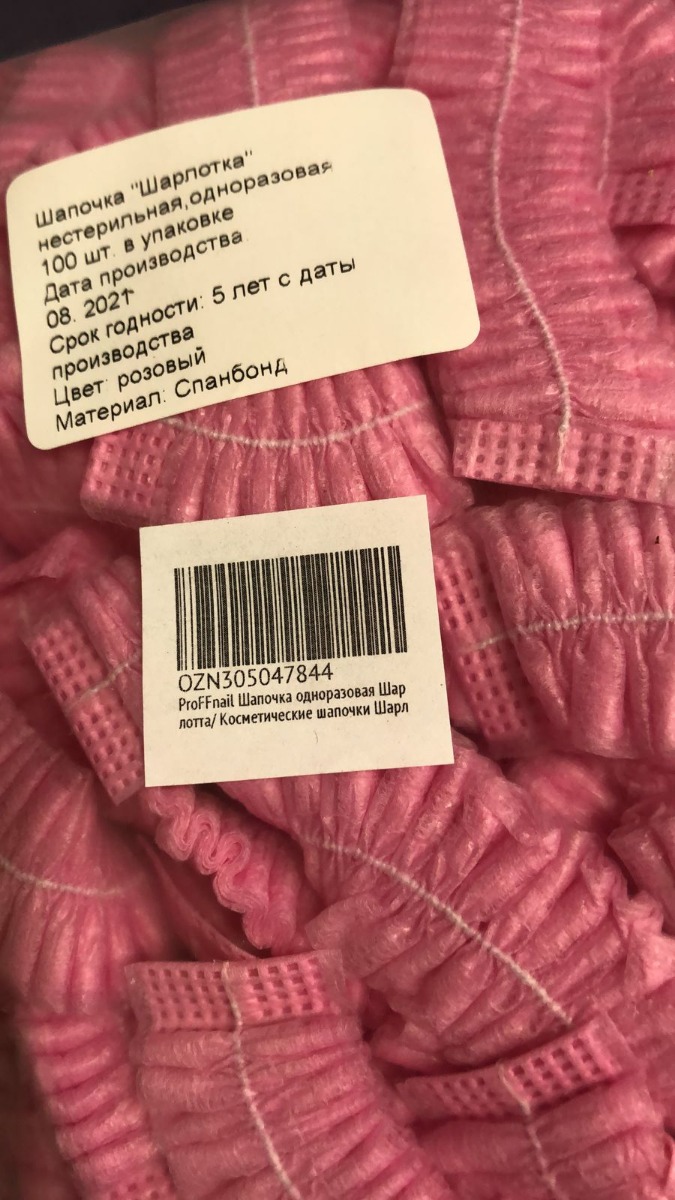 Шапочка "Шарлотка"
нестерильная,одноразовая
100 шт. в упаковке
Дата производства
08. 2021
Срок годности: 5 лет с даты
производства
Цвет: розовый
Материал: Спанбонд
OZN305047844
ProFFnail Шапочка одноразовая Шар
лотта/ Косметические шапочки Шарл